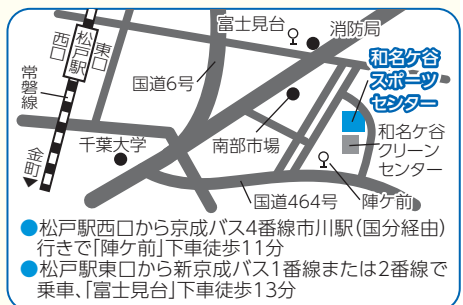 富士見台
消防局
西口
松戸駅
東口
和名ケ谷
スポーツ
センター
常磐線
国道6号
千葉大学
南部市場
和名ケ谷
クリーン
センター
金町
国道464号
陣ケ前
●松戸駅西口から京成バス4番線市川駅(国分経由)
行きで「陣ケ前」下車徒歩11分
●松戸駅東口から新京成バス1番線または2番線で
乗車、「富士見台」下車徒歩13分